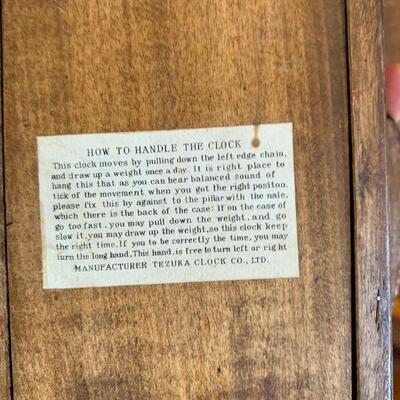 HOW TO HANDLE THE CLOCK
This clock moves by pulling down the left edge chain,
and draw up a weight once a day. It is right place to
hang this that as you can hear balanced sound of
tick of the movement when you got the right positon,
please fix this by against to the pillar with the nale,
which there is the back of the case: If on the case of
go too fast, you may pull down the weight, and go
slow it, you may draw up the weight, so this clock keep
the right time. If you to be correctly the time, you may
turn the long hand, This hand, is free to turn left or right
MANUFACTURER TEZUKA CLOCK CO., LTD.